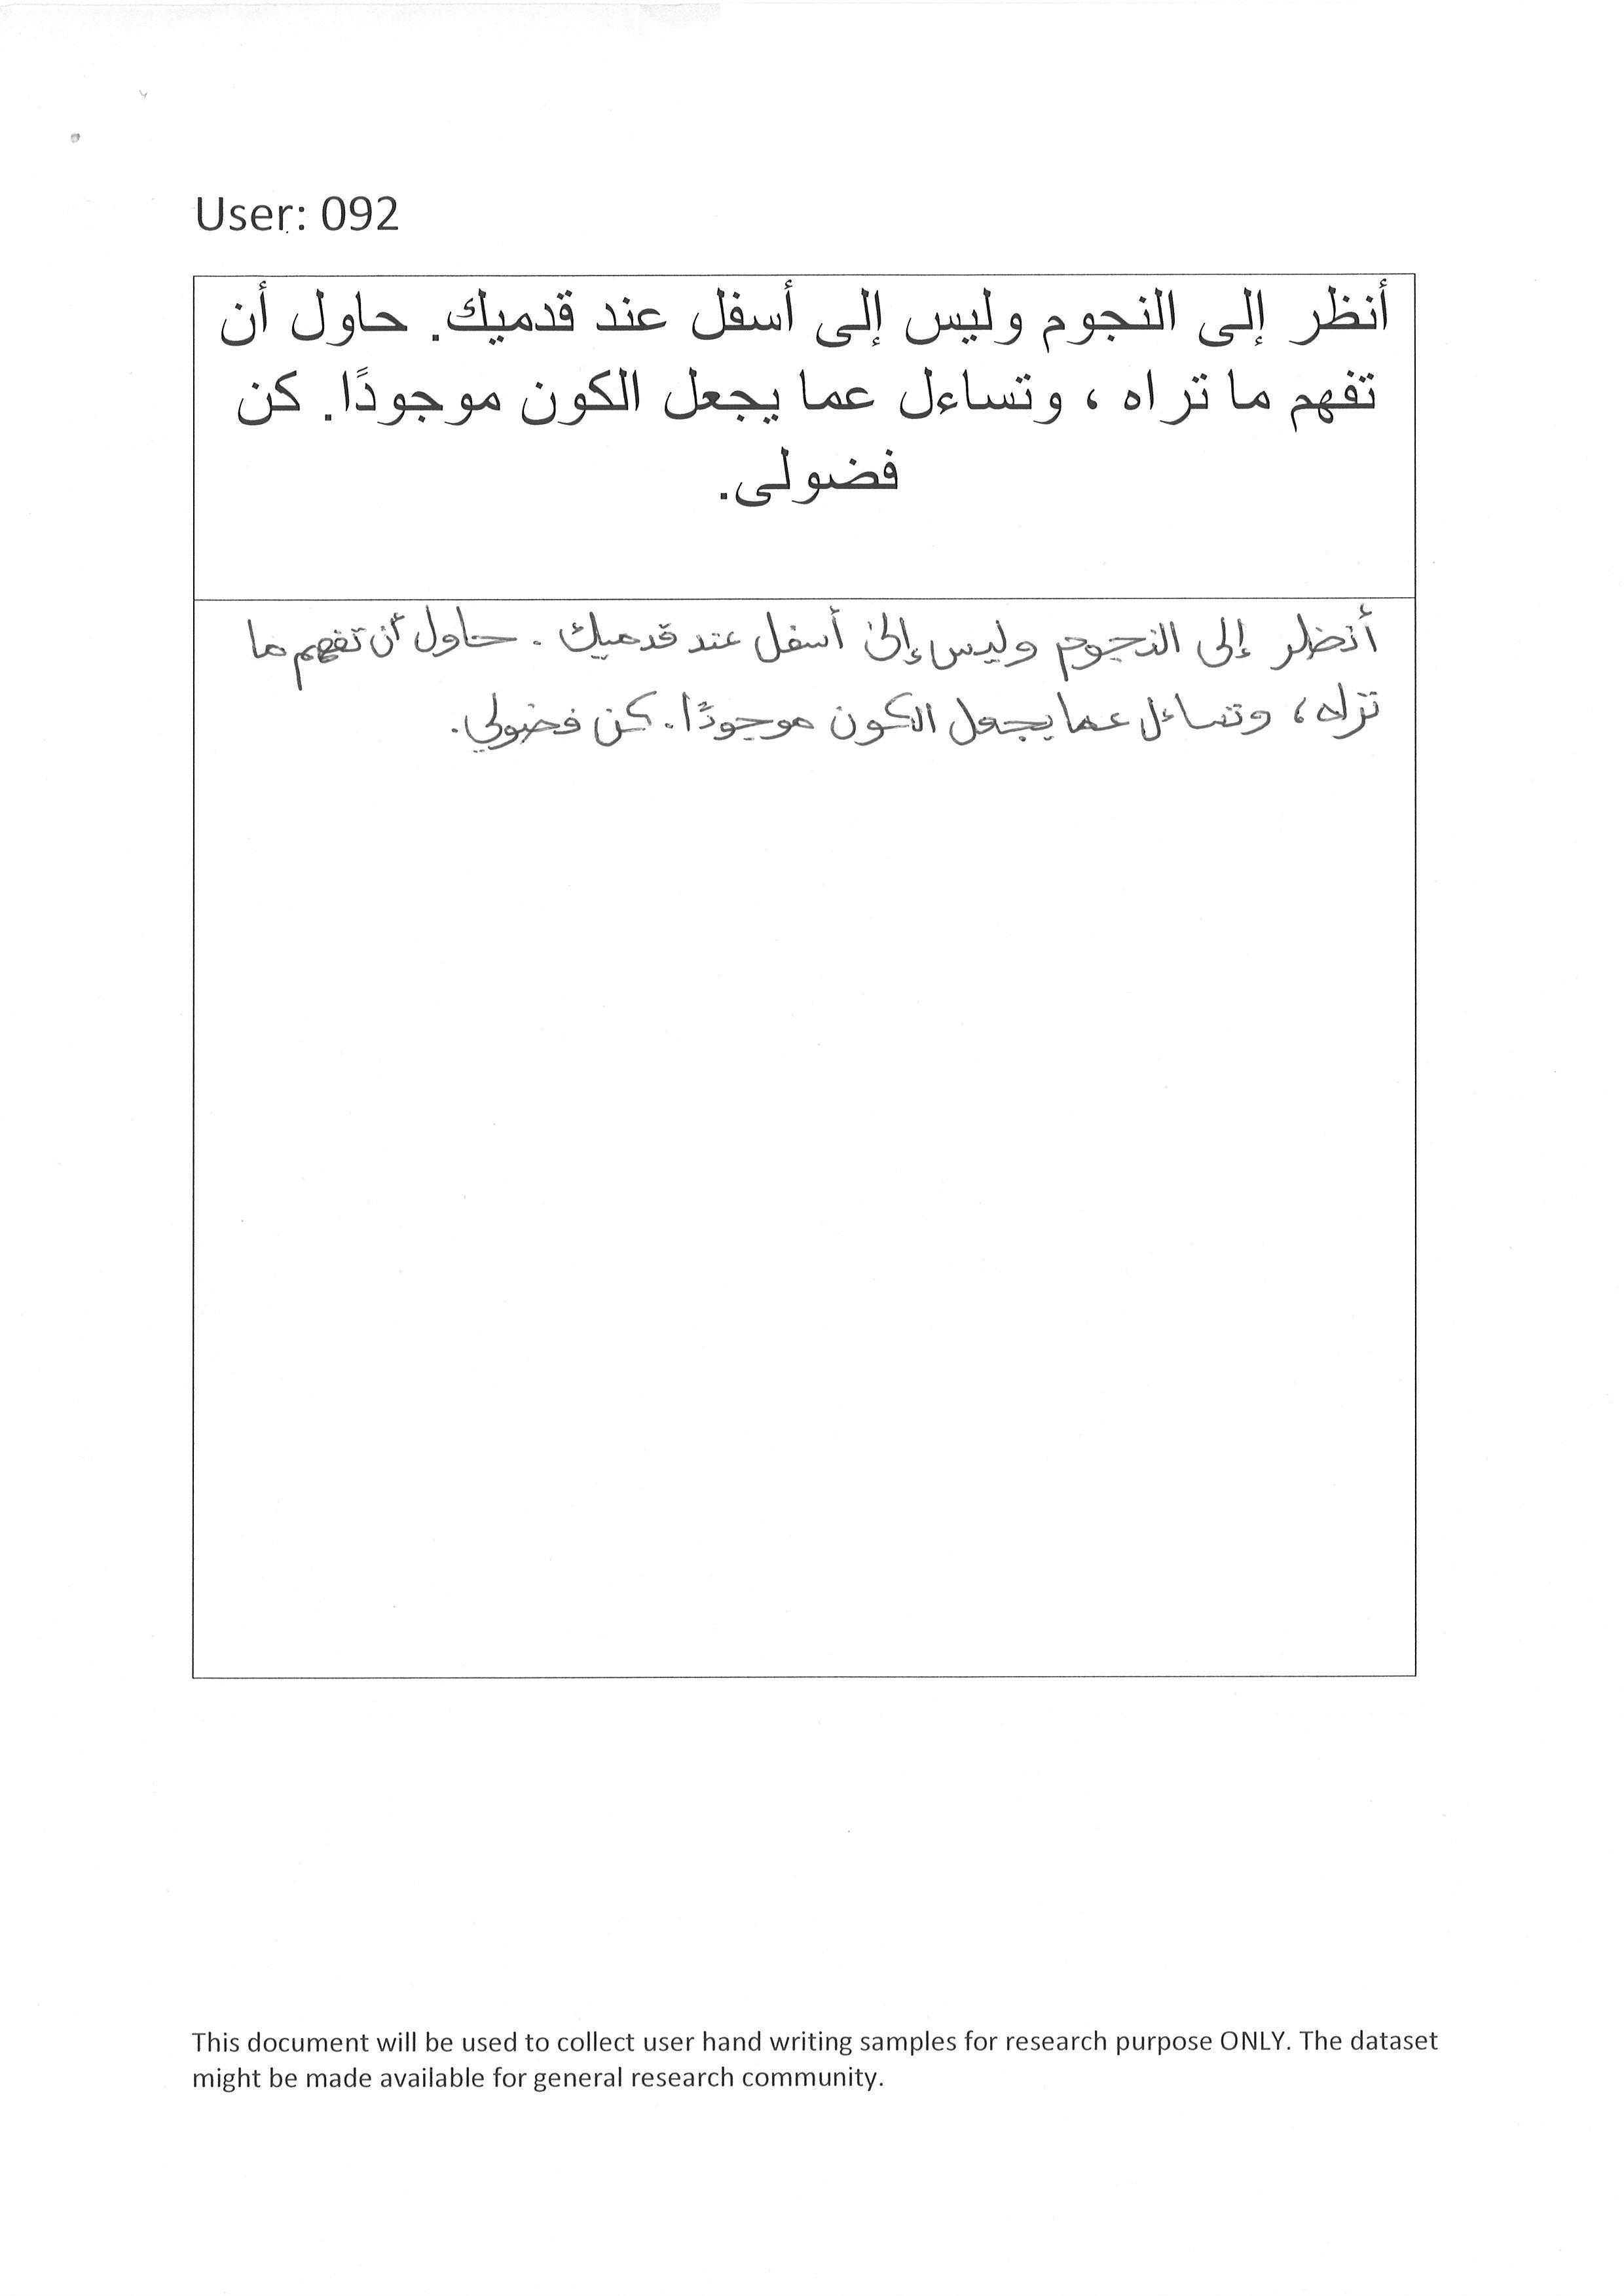 User: 092
أنظر إلى النجوم وليس إلى أسفل عند قدميك. حاول أن
تفهم ما تراه ، وتساءل عما يجعل الكون موجودًا. كن
فضولى.
أنظر إلى النجوم وليس إلى أسفل عند قدميك . حاول أن تفهم ما
تراه ، وتساءل عما يجعل الكون موجودًا . كن فضولي .
This document will be used to collect user hand writing samples for research purpose ONLY. The dataset
might be made available for general research community.